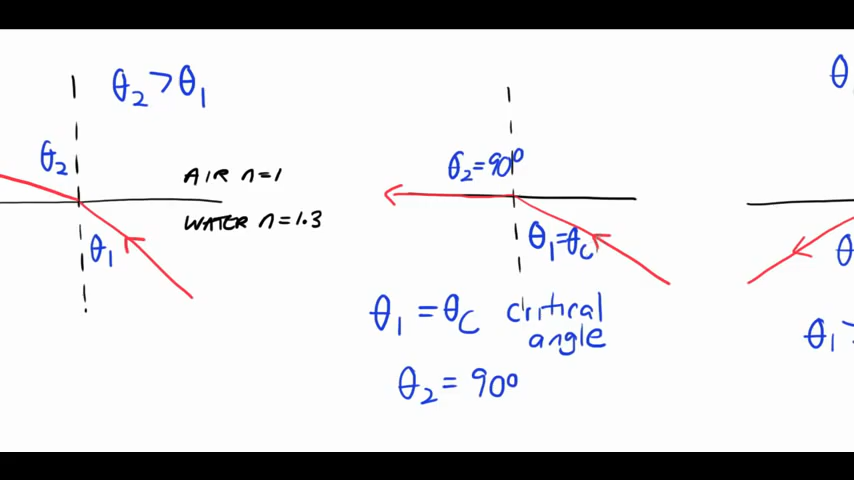 θ₂ > θ₁
θ₂
AIR n=1
WATER n=1.3
θ₁
θ₂=90°
θ₁=θc
θ₁ = θc critical
angle
θ₂ = 90°
θ
θ
θ₁ >